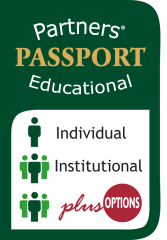 Partners®
PASSPORT
Educational
Individual
Institutional
plus OPTIONS